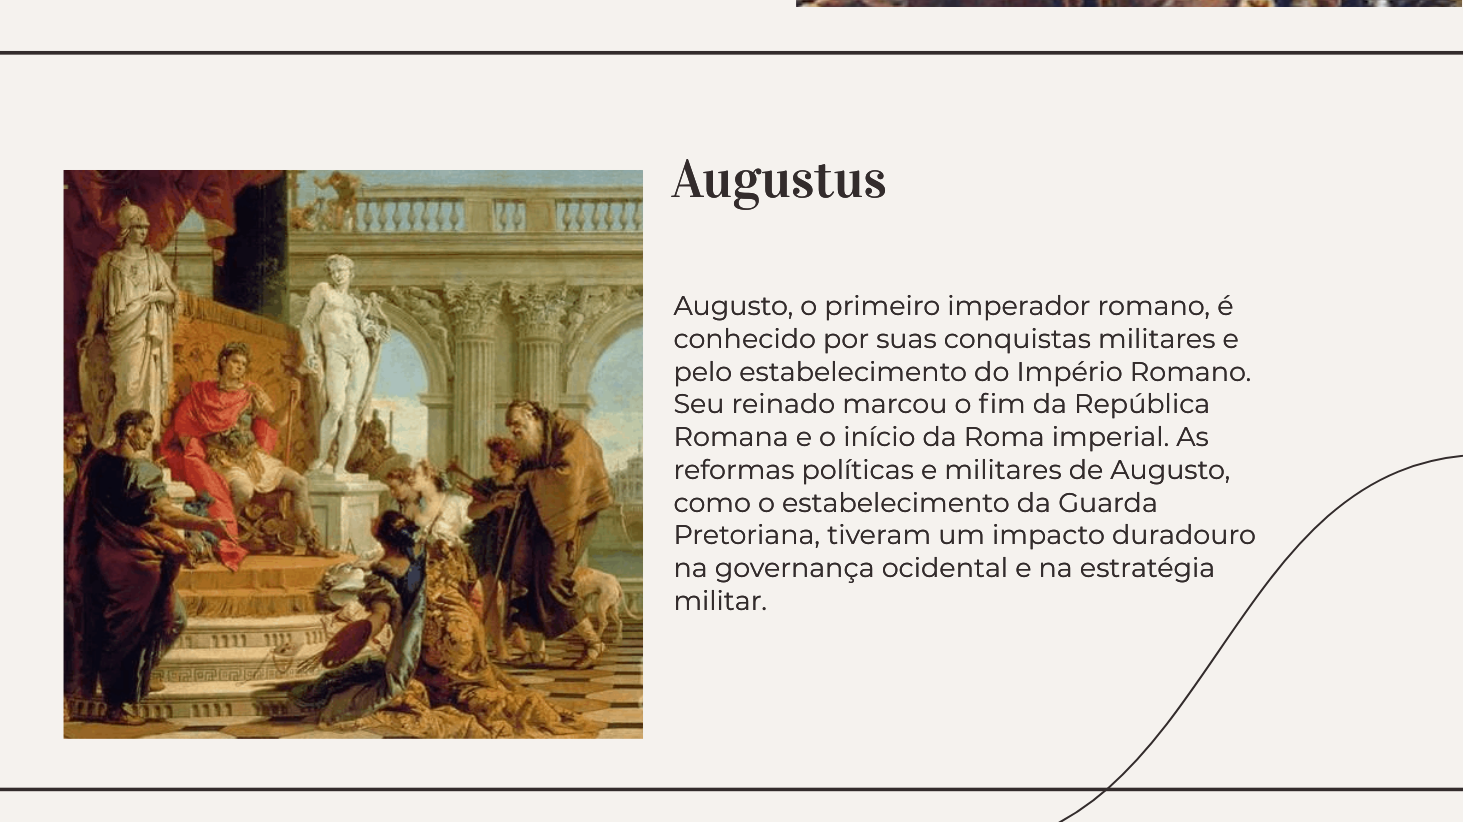 Augustus
Augusto, o primeiro imperador romano, é
conhecido por suas conquistas militares e
pelo estabelecimento do Império Romano.
Seu reinado marcou o fim da República
Romana e o início da Roma imperial. As
reformas políticas e militares de Augusto,
como o estabelecimento da Guarda
Pretoriana, tiveram um impacto duradouro
na governança ocidental e na estratégia
militar.